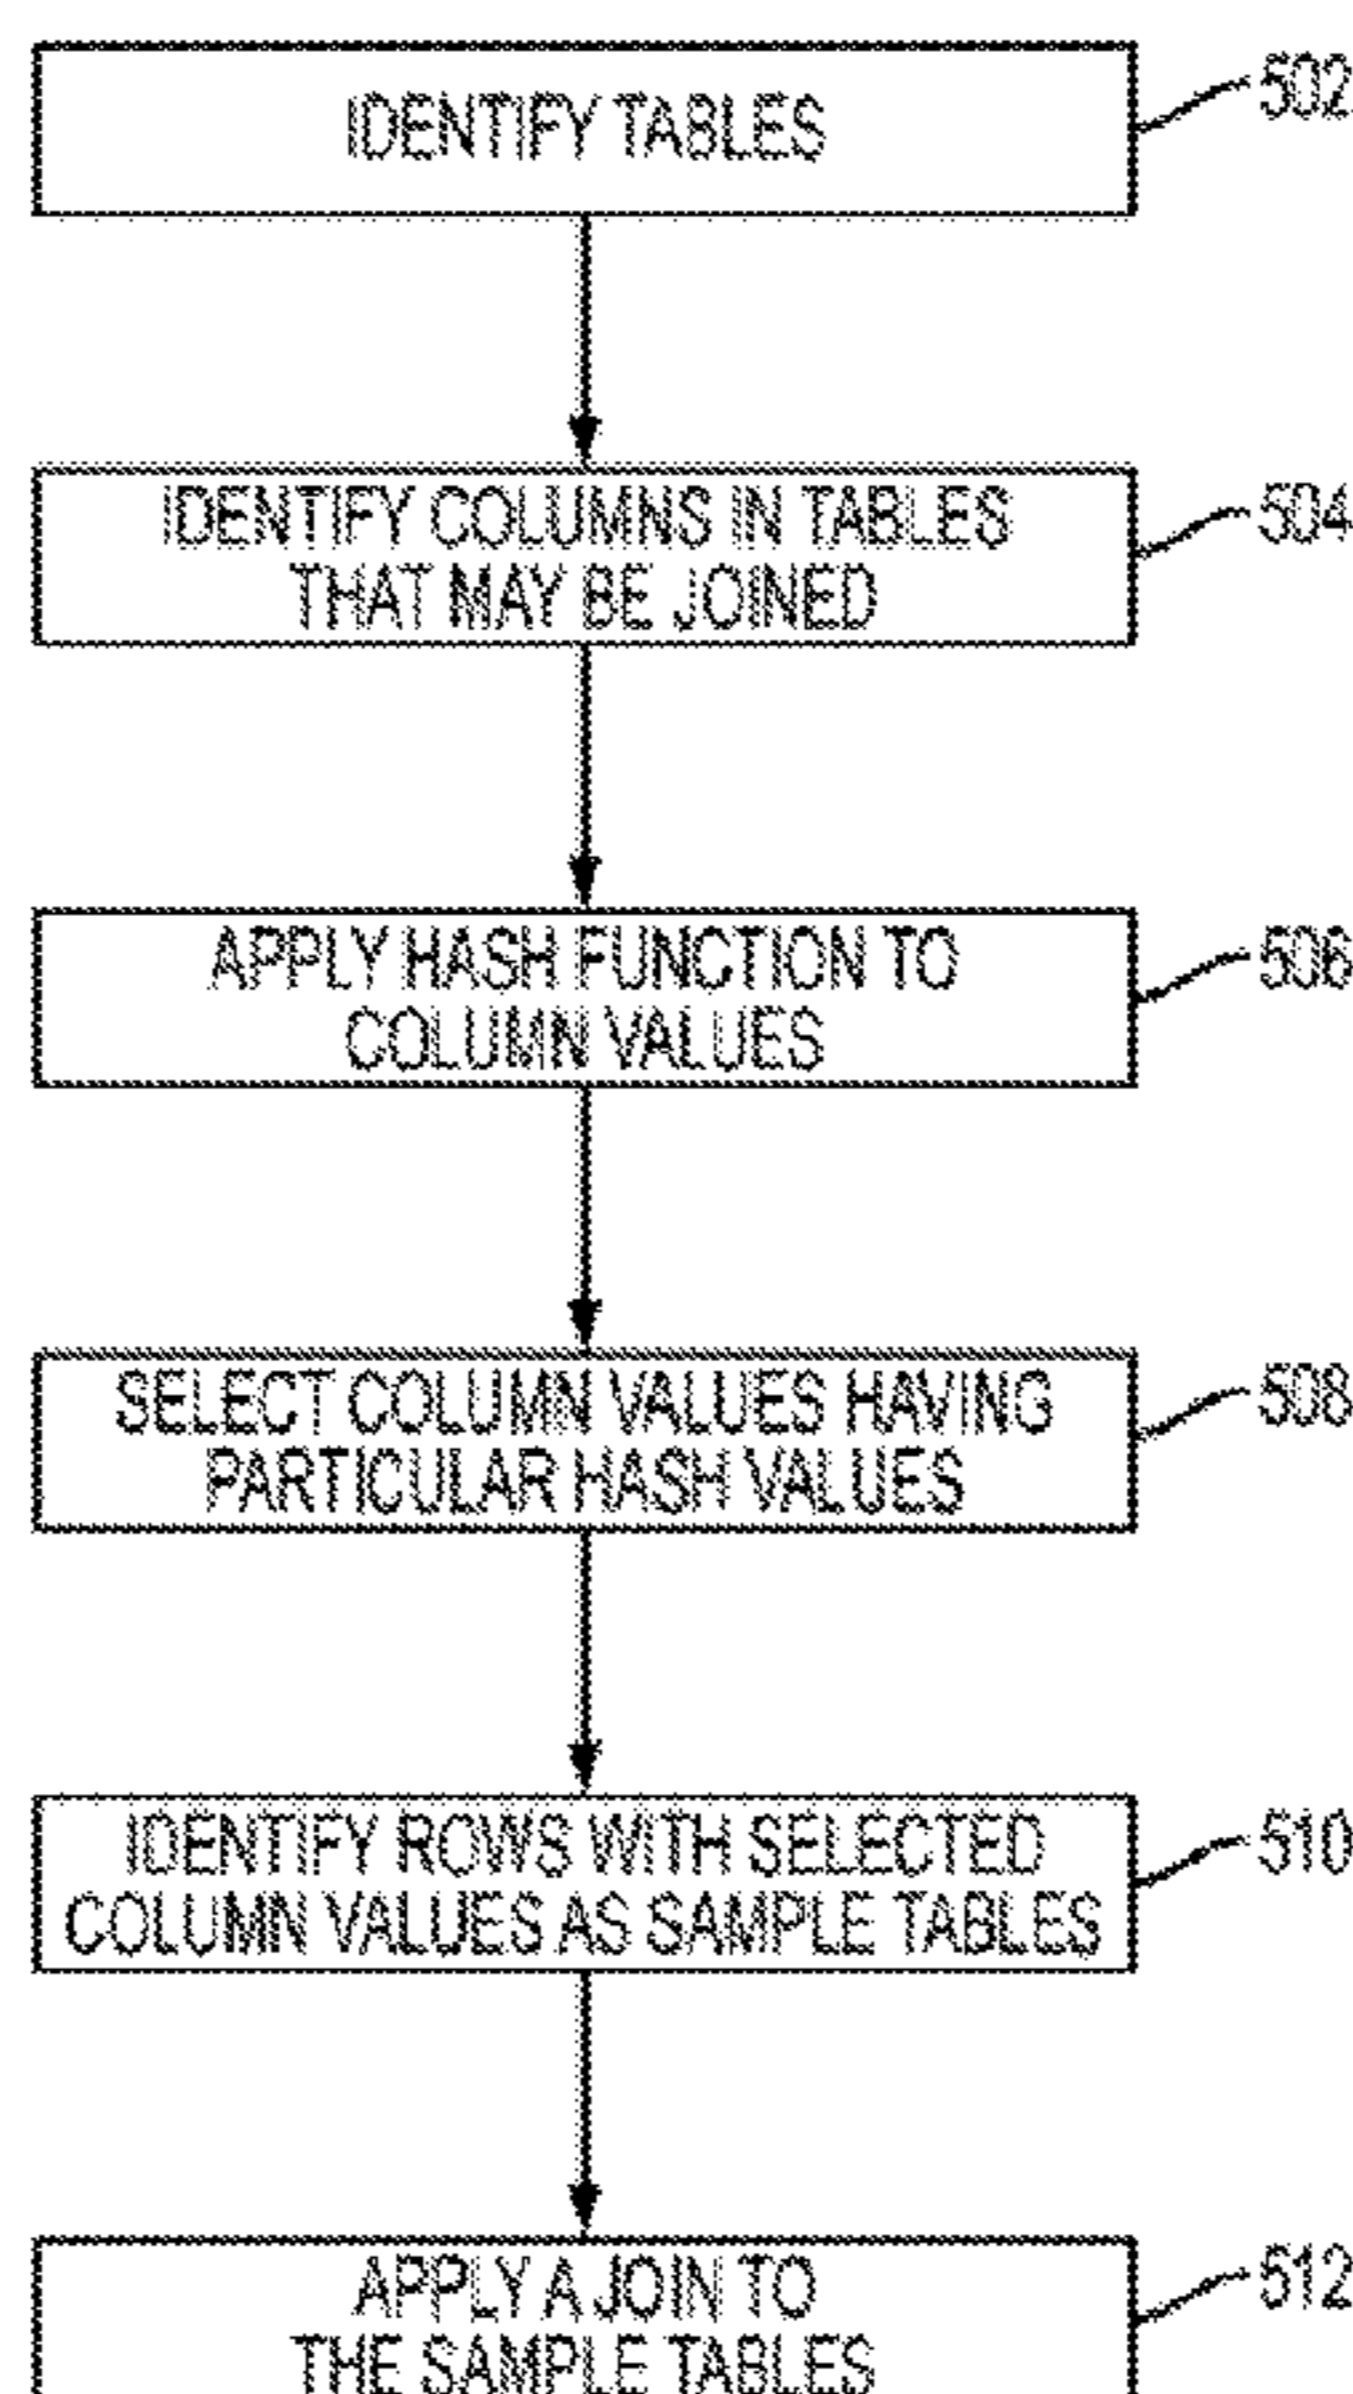 IDENTIFY TABLES
502
IDENTIFY COLUMNS IN TABLES
THAT MAY BE JOINED
504
APPLY HASH FUNCTION TO
COLUMN VALUES
506
SELECT COLUMN VALUES HAVING
PARTICULAR HASH VALUES
508
IDENTIFY ROWS WITH SELECTED
COLUMN VALUES AS SAMPLE TABLES
510
APPLY A JOIN TO
THE SAMPLE TABLES
512